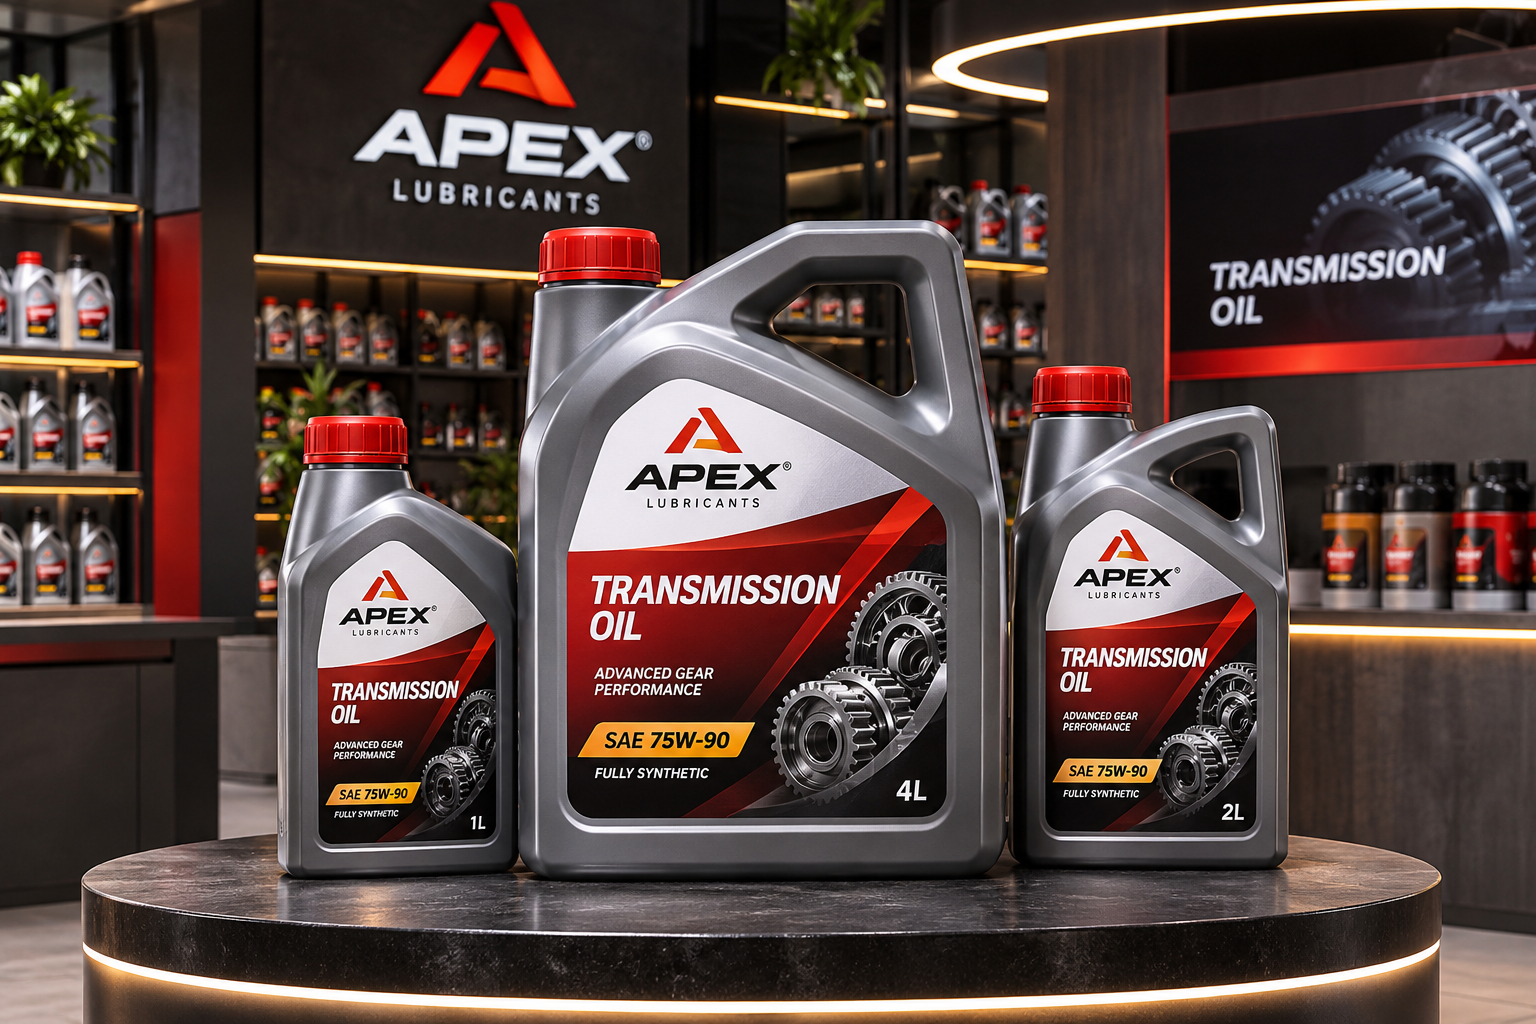 APEX®
LUBRICANTS
TRANSMISSION
OIL
APEX®
LUBRICANTS
TRANSMISSION
OIL
ADVANCED GEAR
PERFORMANCE
SAE 75W-90
FULLY SYNTHETIC
1L
APEX®
LUBRICANTS
TRANSMISSION
OIL
ADVANCED GEAR
PERFORMANCE
SAE 75W-90
FULLY SYNTHETIC
4L
APEX®
LUBRICANTS
TRANSMISSION
OIL
ADVANCED GEAR
PERFORMANCE
SAE 75W-90
FULLY SYNTHETIC
2L